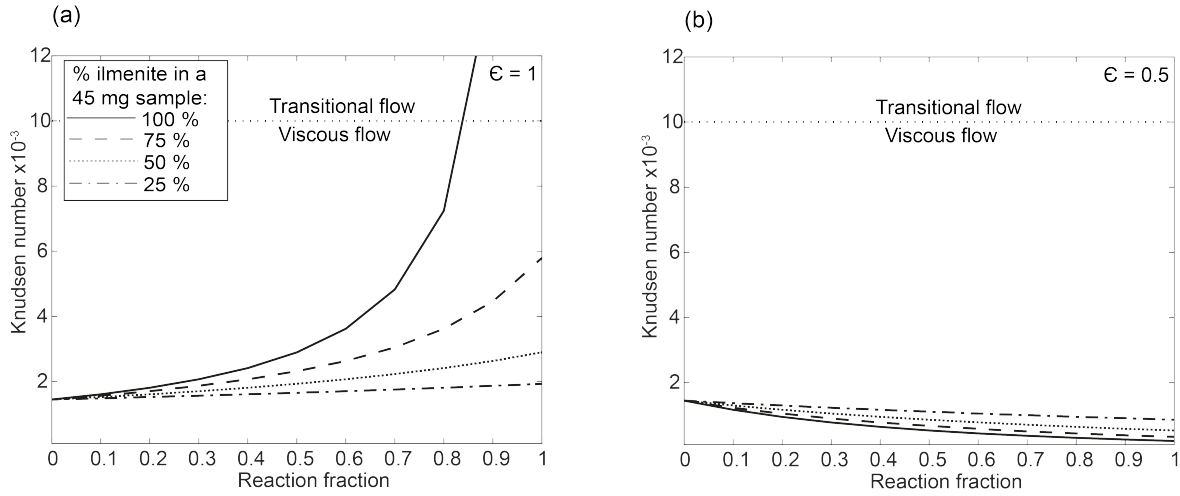 (a)
12
10
8
6
4
2
Knudsen number x10⁻³
Є = 1
% ilmenite in a
45 mg sample:
100 %
75 %
50 %
25 %
Transitional flow
Viscous flow
0 0.1 0.2 0.3 0.4 0.5 0.6 0.7 0.8 0.9 1
Reaction fraction
(b)
12
10
8
6
4
2
Knudsen number x10⁻³
Є = 0.5
Transitional flow
Viscous flow
0 0.1 0.2 0.3 0.4 0.5 0.6 0.7 0.8 0.9 1
Reaction fraction